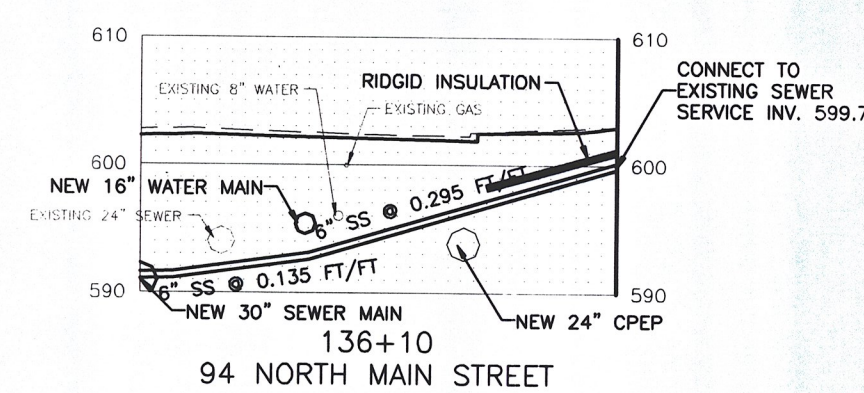 610
610
EXISTING 8" WATER
RIDGID INSULATION
CONNECT TO
EXISTING SEWER
SERVICE INV. 599.7
EXISTING GAS
600
600
NEW 16" WATER MAIN
6" SS @ 0.295 FT/FT
EXISTING 24" SEWER
6" SS @ 0.135 FT/FT
590
590
NEW 30" SEWER MAIN
NEW 24" CPEP
136+10
94 NORTH MAIN STREET